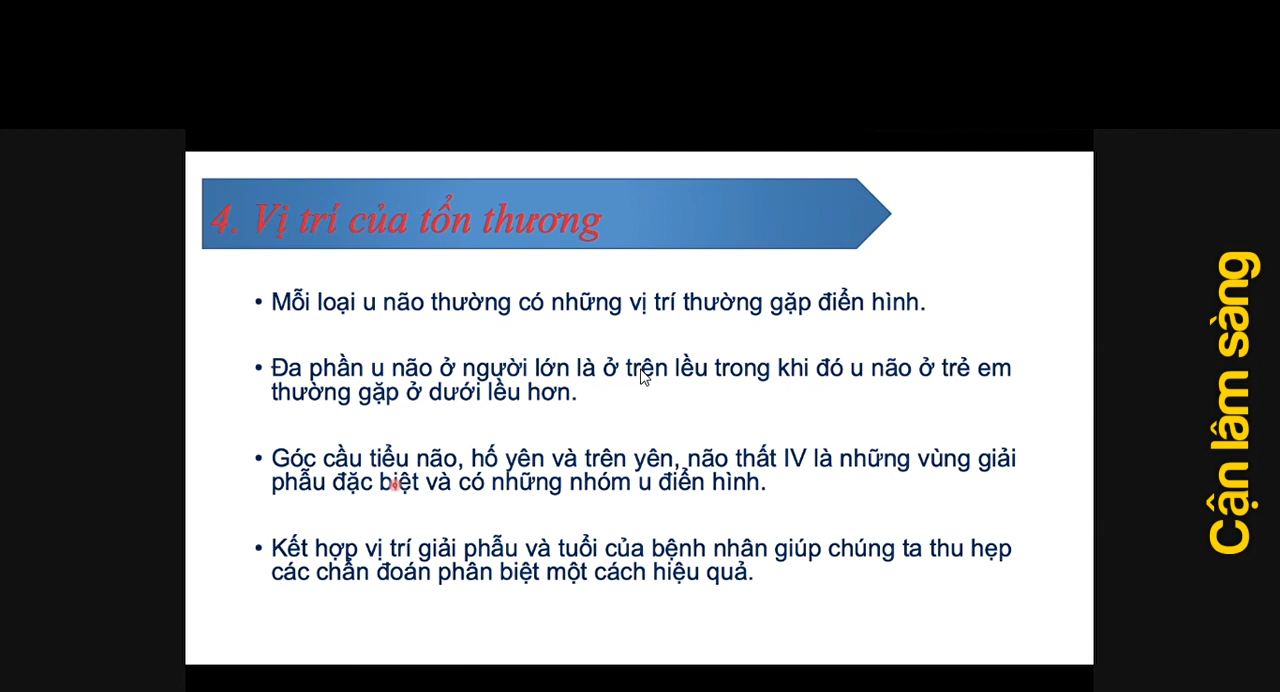 4. Vị trí của tổn thương
• Mỗi loại u não thường có những vị trí thường gặp điển hình.
• Đa phần u não ở người lớn là ở trên lều trong khi đó u não ở trẻ em
thường gặp ở dưới lều hơn.
• Góc cầu tiểu não, hố yên và trên yên, não thất IV là những vùng giải
phẫu đặc biệt và có những nhóm u điển hình.
• Kết hợp vị trí giải phẫu và tuổi của bệnh nhân giúp chúng ta thu hẹp
các chẩn đoán phân biệt một cách hiệu quả.
Cận lâm sàng